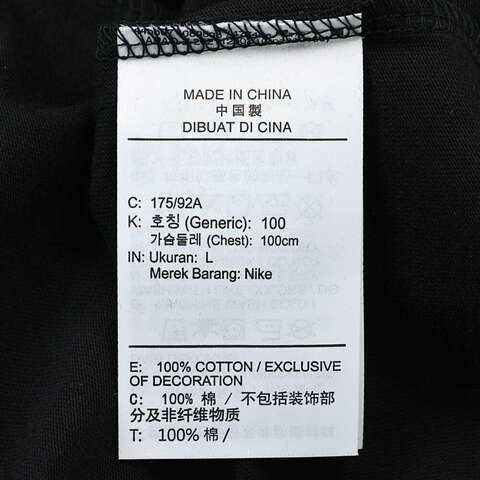 MADE IN CHINA
中国製
DIBUAT DI CINA
C: 175/92A
K: 호칭 (Generic): 100
가슴둘레 (Chest): 100cm
IN: Ukuran: L
Merek Barang: Nike
E: 100% COTTON / EXCLUSIVE
OF DECORATION
C: 100% 棉 / 不包括装饰部
分及非纤维物质
T: 100% 棉 /